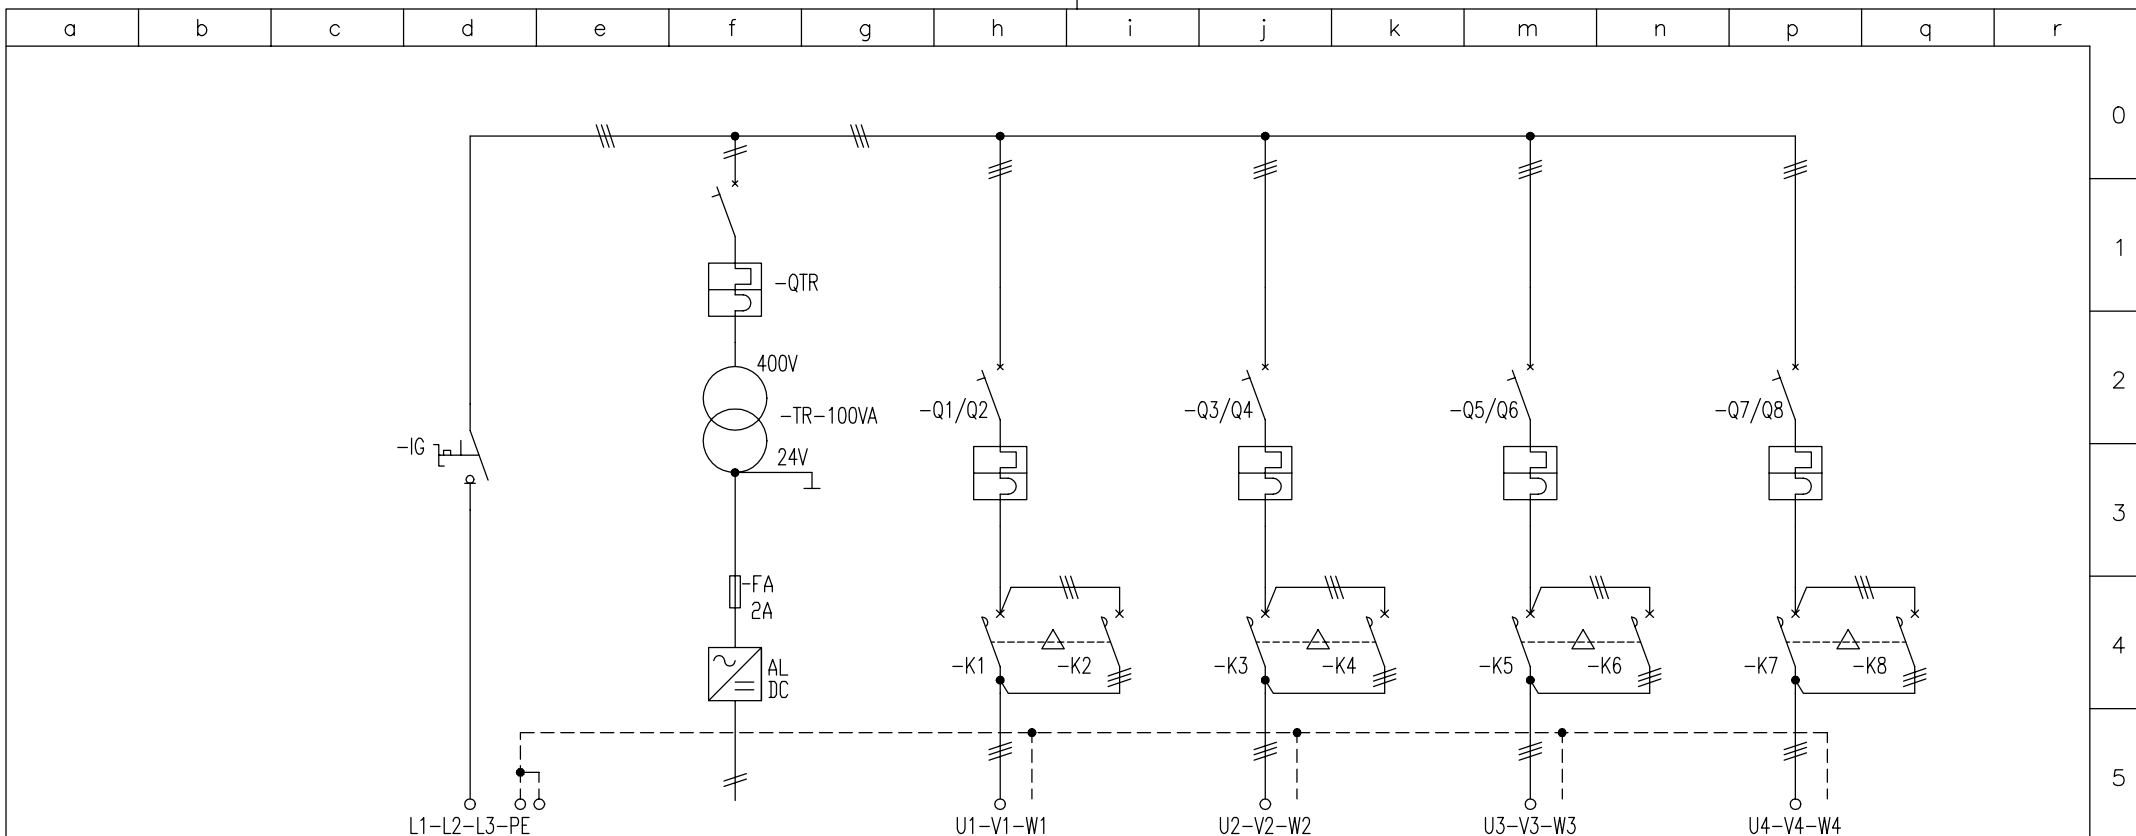 a b c d e f g h i j k m n p q r
0
1
-QTR
400V
2
-Q1/Q2 -Q3/Q4 -Q5/Q6 -Q7/Q8
-TR-100VA
-IG
24V
3
-FA
2A
4
-K1 -K2 -K3 -K4 -K5 -K6 -K7 -K8
AL
DC
5
L1-L2-L3-PE U1-V1-W1 U2-V2-W2 U3-V3-W3 U4-V4-W4